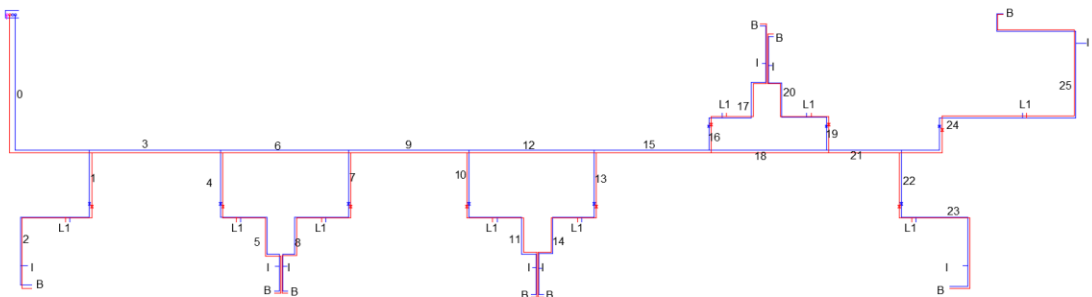 B
B
B
I
I I
25
0
L1 17 20 L1
L1
16 19 24
3 6 9 12 15 18 21
1 4 7 10 13 22
L1 L1 L1 L1 L1 L1 23
2 5 8 11 14
I I I I I I
B B B B B B